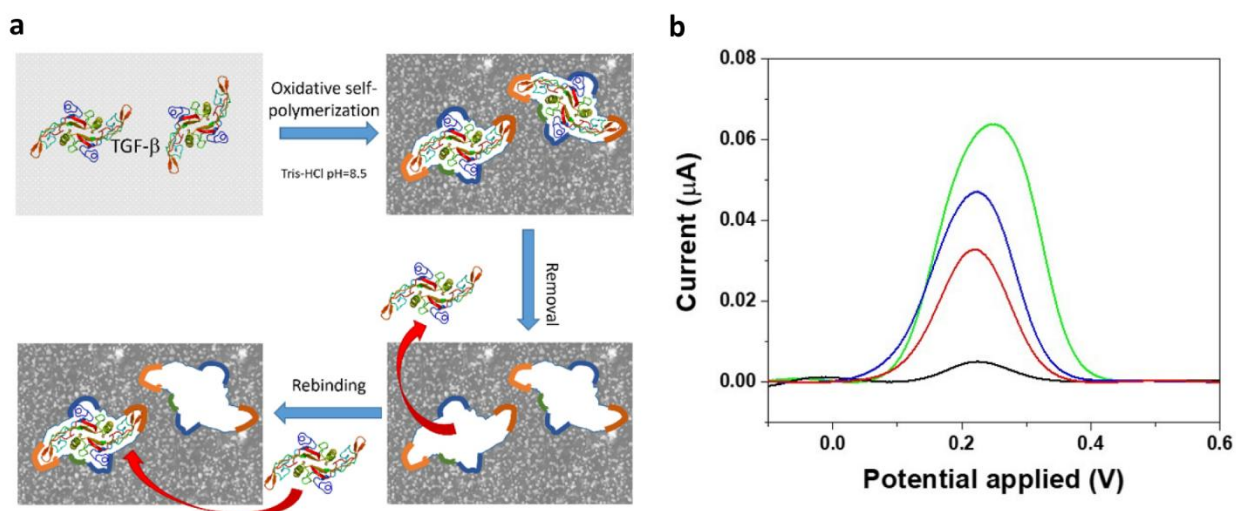 a
TGF-β
Oxidative self-
polymerization
Tris-HCl pH=8.5
Removal
Rebinding
b
0.08
0.06
0.04
0.02
0.00
Current (μA)
0.0 0.2 0.4 0.6
Potential applied (V)